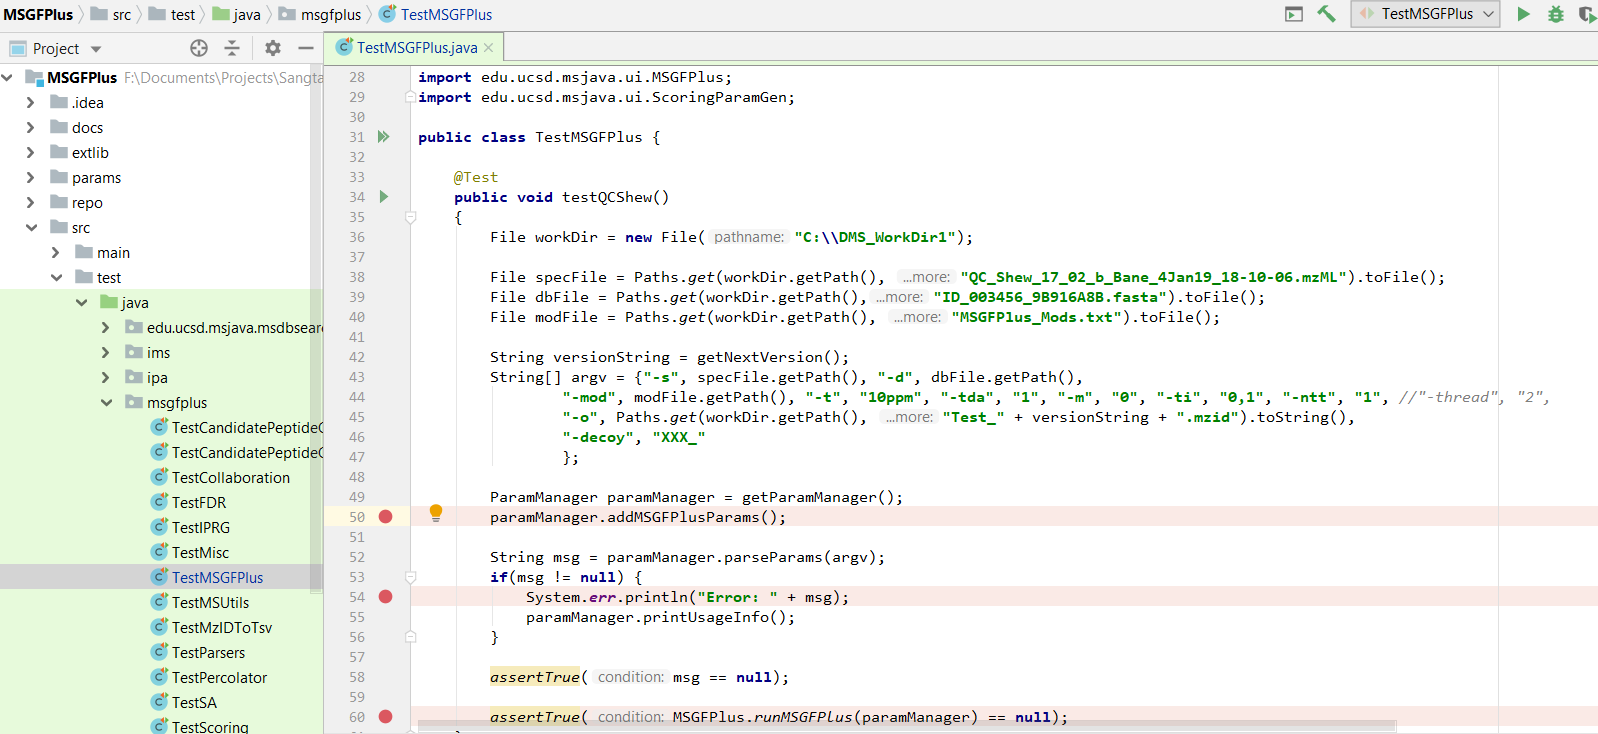 MSGFPlus src test java msgfplus TestMSGFPlus
TestMSGFPlus
Project
TestMSGFPlus.java
MSGFPlus F:\Documents\Projects\Sangta
.idea
docs
extlib
params
repo
src
main
test
java
edu.ucsd.msjava.msdbsear
ims
ipa
msgfplus
TestCandidatePeptide
TestCandidatePeptide
TestCollaboration
TestFDR
TestIPRG
TestMisc
TestMSGFPlus
TestMSUtils
TestMzIDToTsv
TestParsers
TestPercolator
TestSA
TestScoring
28 import edu.ucsd.msjava.ui.MSGFPlus;
29 import edu.ucsd.msjava.ui.ScoringParamGen;
30
31 public class TestMSGFPlus {
32
33 @Test
34 public void testQCShew()
35 {
36 File workDir = new File( pathname: "C:\\DMS_WorkDir1");
37
38 File specFile = Paths.get(workDir.getPath(), ...more: "QC_Shew_17_02_b_Bane_4Jan19_18-10-06.mzML").toFile();
39 File dbFile = Paths.get(workDir.getPath(), ...more: "ID_003456_9B916A8B.fasta").toFile();
40 File modFile = Paths.get(workDir.getPath(), ...more: "MSGFPlus_Mods.txt").toFile();
41
42 String versionString = getNextVersion();
43 String[] argv = {"-s", specFile.getPath(), "-d", dbFile.getPath(),
44 "-mod", modFile.getPath(), "-t", "10ppm", "-tda", "1", "-m", "0", "-ti", "0,1", "-ntt", "1", //"-thread", "2",
45 "-o", Paths.get(workDir.getPath(), ...more: "Test_" + versionString + ".mzid").toString(),
46 "-decoy", "XXX_"
47 };
48
49 ParamManager paramManager = getParamManager();
50 paramManager.addMSGFPlusParams();
51
52 String msg = paramManager.parseParams(argv);
53 if(msg != null) {
54 System.err.println("Error: " + msg);
55 paramManager.printUsageInfo();
56 }
57
58 assertTrue( condition: msg == null);
59
60 assertTrue( condition: MSGFPlus.runMSGFPlus(paramManager) == null);